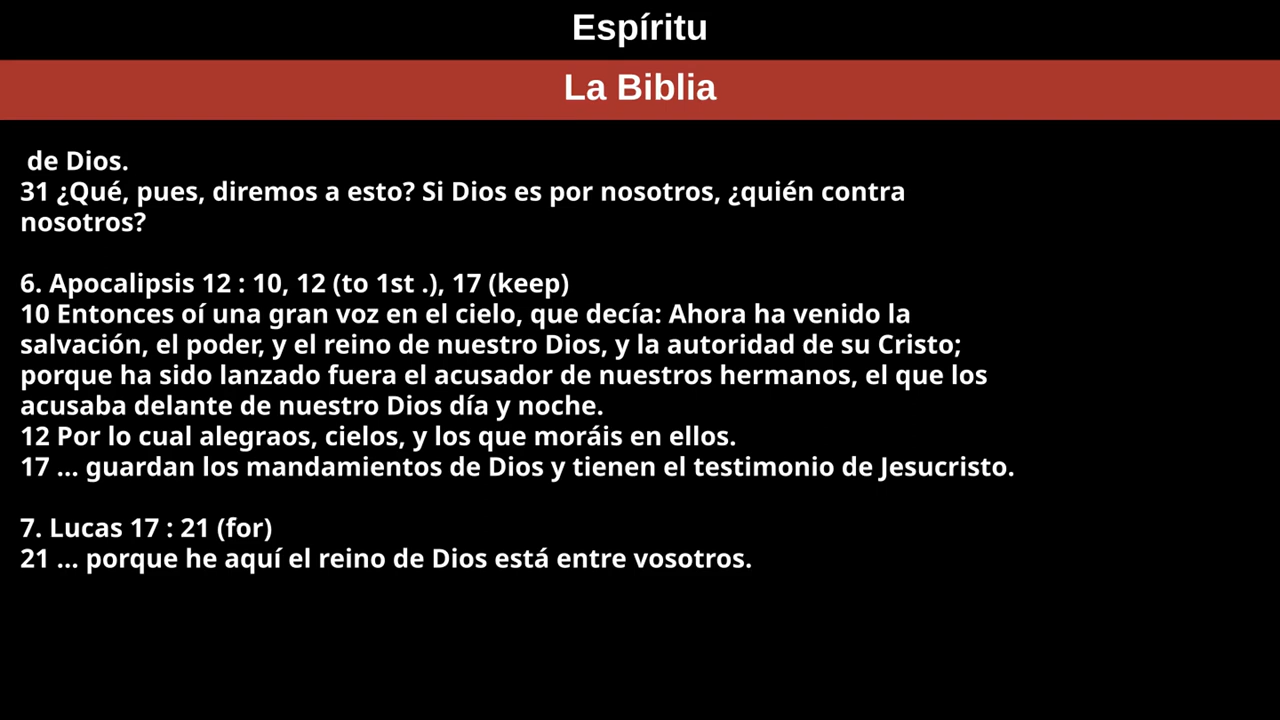 Espíritu
La Biblia
de Dios.
31 ¿Qué, pues, diremos a esto? Si Dios es por nosotros, ¿quién contra
nosotros?
6. Apocalipsis 12 : 10, 12 (to 1st .), 17 (keep)
10 Entonces oí una gran voz en el cielo, que decía: Ahora ha venido la
salvación, el poder, y el reino de nuestro Dios, y la autoridad de su Cristo;
porque ha sido lanzado fuera el acusador de nuestros hermanos, el que los
acusaba delante de nuestro Dios día y noche.
12 Por lo cual alegraos, cielos, y los que moráis en ellos.
17 ... guardan los mandamientos de Dios y tienen el testimonio de Jesucristo.
7. Lucas 17 : 21 (for)
21 ... porque he aquí el reino de Dios está entre vosotros.